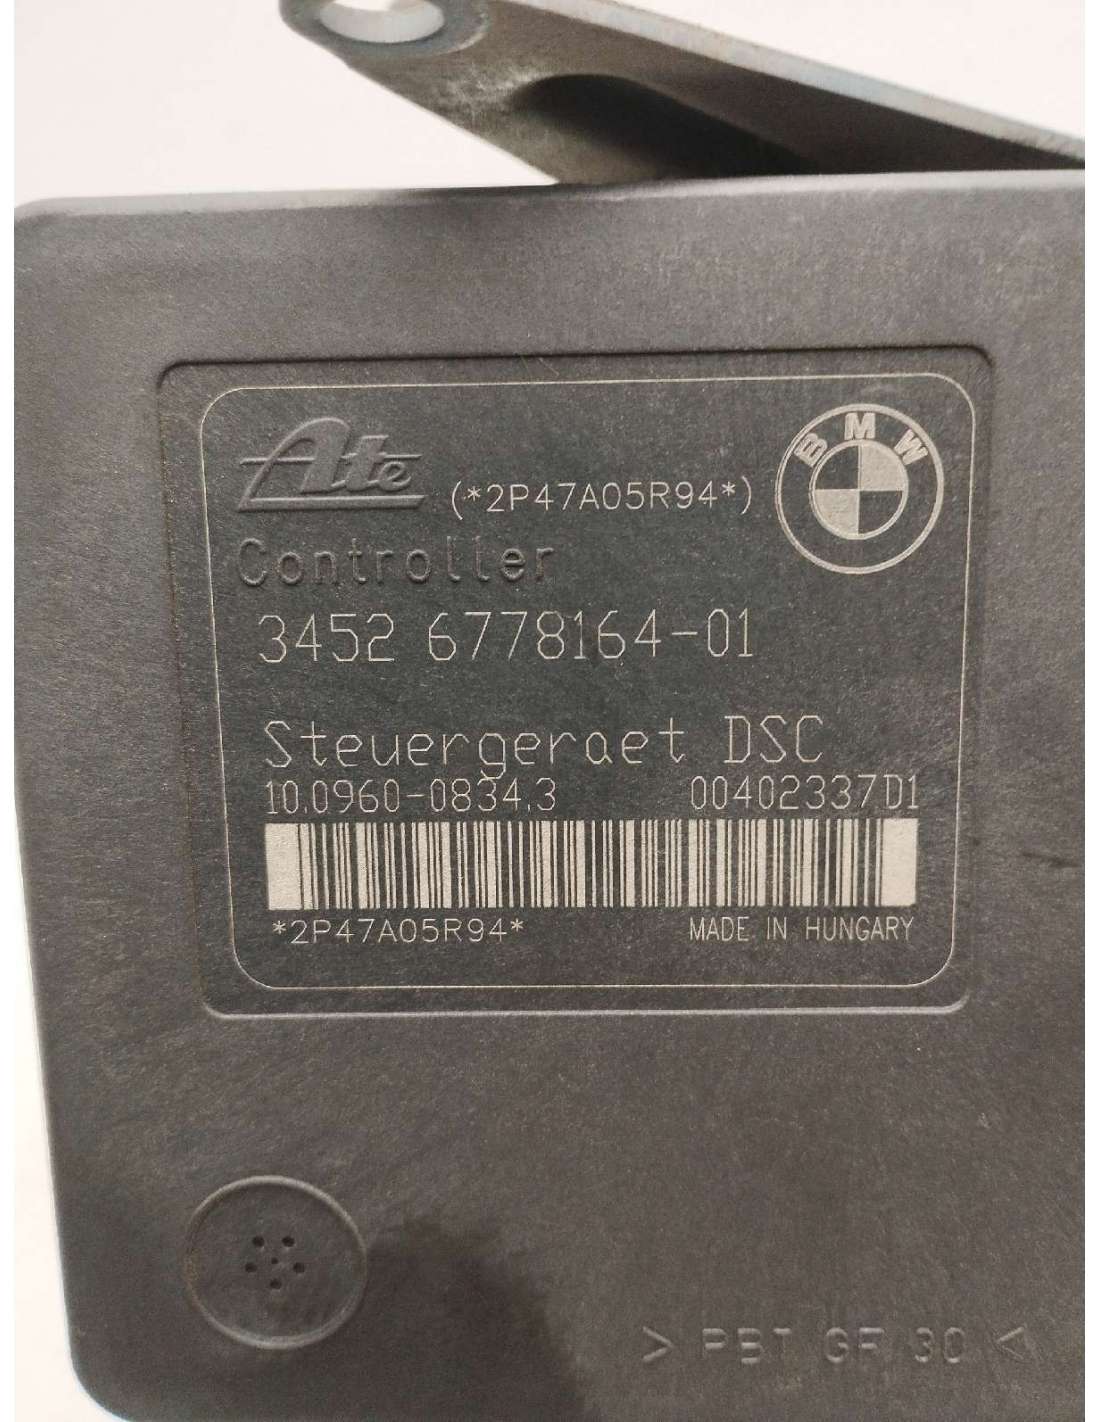 Ate (*2P47A05R94*) BMW
Controller
3452 6778164-01
Steuergeraet DSC
10.0960-0834.3 00402337D1
*2P47A05R94* MADE IN HUNGARY
> PBT GF 30 <